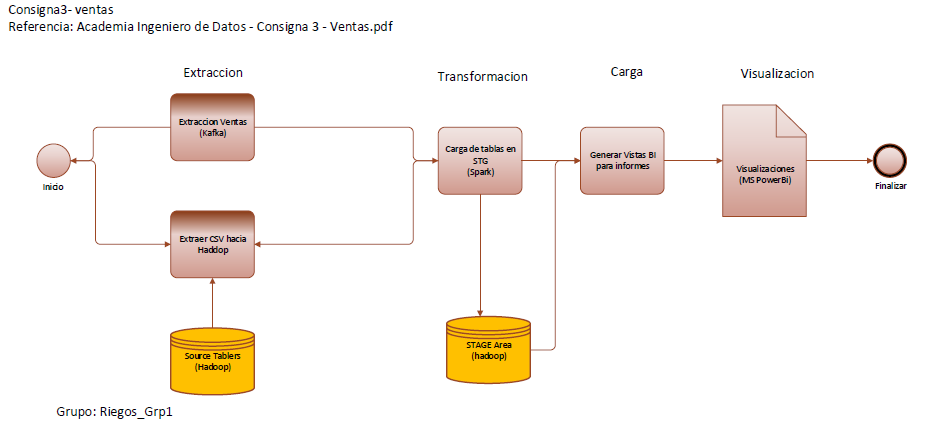 Consigna3- ventas
Referencia: Academia Ingeniero de Datos - Consigna 3 - Ventas.pdf
Extraccion
Transformacion
Carga
Visualizacion
Extraccion Ventas
(Kafka)
Inicio
Carga de tablas en
STG
(Spark)
Generar Vistas BI
para informes
Visualizaciones
(MS PowerBi)
Finalizar
Extraer CSV hacia
Haddop
Source Tablers
(Hadoop)
STAGE Area
(hadoop)
Grupo: Riegos_Grp1